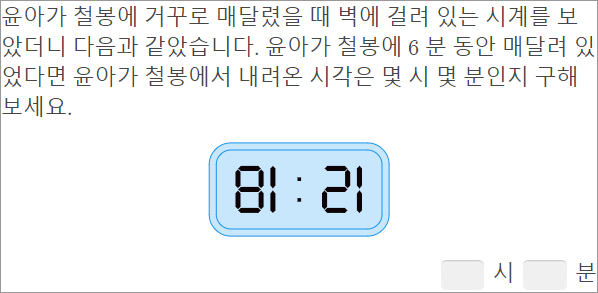 윤아가 철봉에 거꾸로 매달렸을 때 벽에 걸려 있는 시계를 보
았더니 다음과 같았습니다. 윤아가 철봉에 6 분 동안 매달려 있
었다면 윤아가 철봉에서 내려온 시각은 몇 시 몇 분인지 구해
보세요.
81 : 21
시 분